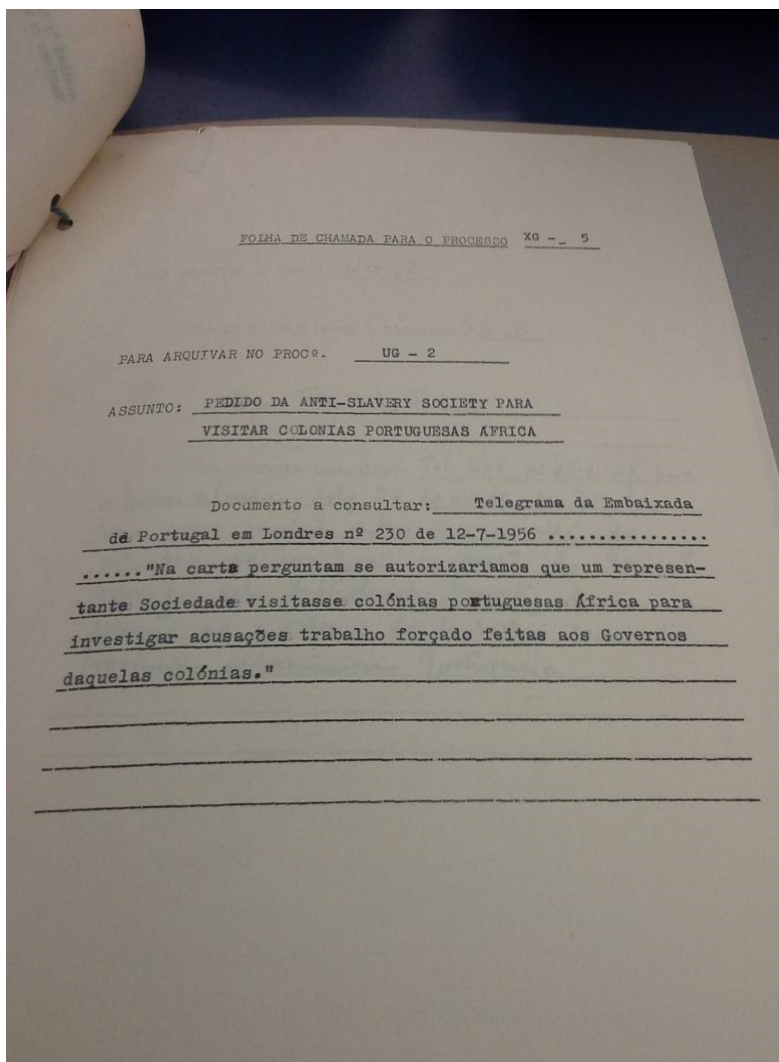 FOLHA DE CHAMADA PARA O PROCESSO XG - 5
PARA ARQUIVAR NO PROCº. UG - 2
ASSUNTO: PEDIDO DA ANTI-SLAVERY SOCIETY PARA
VISITAR COLONIAS PORTUGUESAS AFRICA
Documento a consultar: Telegrama da Embaixada
de Portugal em Londres nº 230 de 12-7-1956 ................
......"Na carta perguntam se autorizariamos que um represen-
tante Sociedade visitasse colónias portuguesas África para
investigar acusações trabalho forçado feitas aos Governos
daquelas colónias."